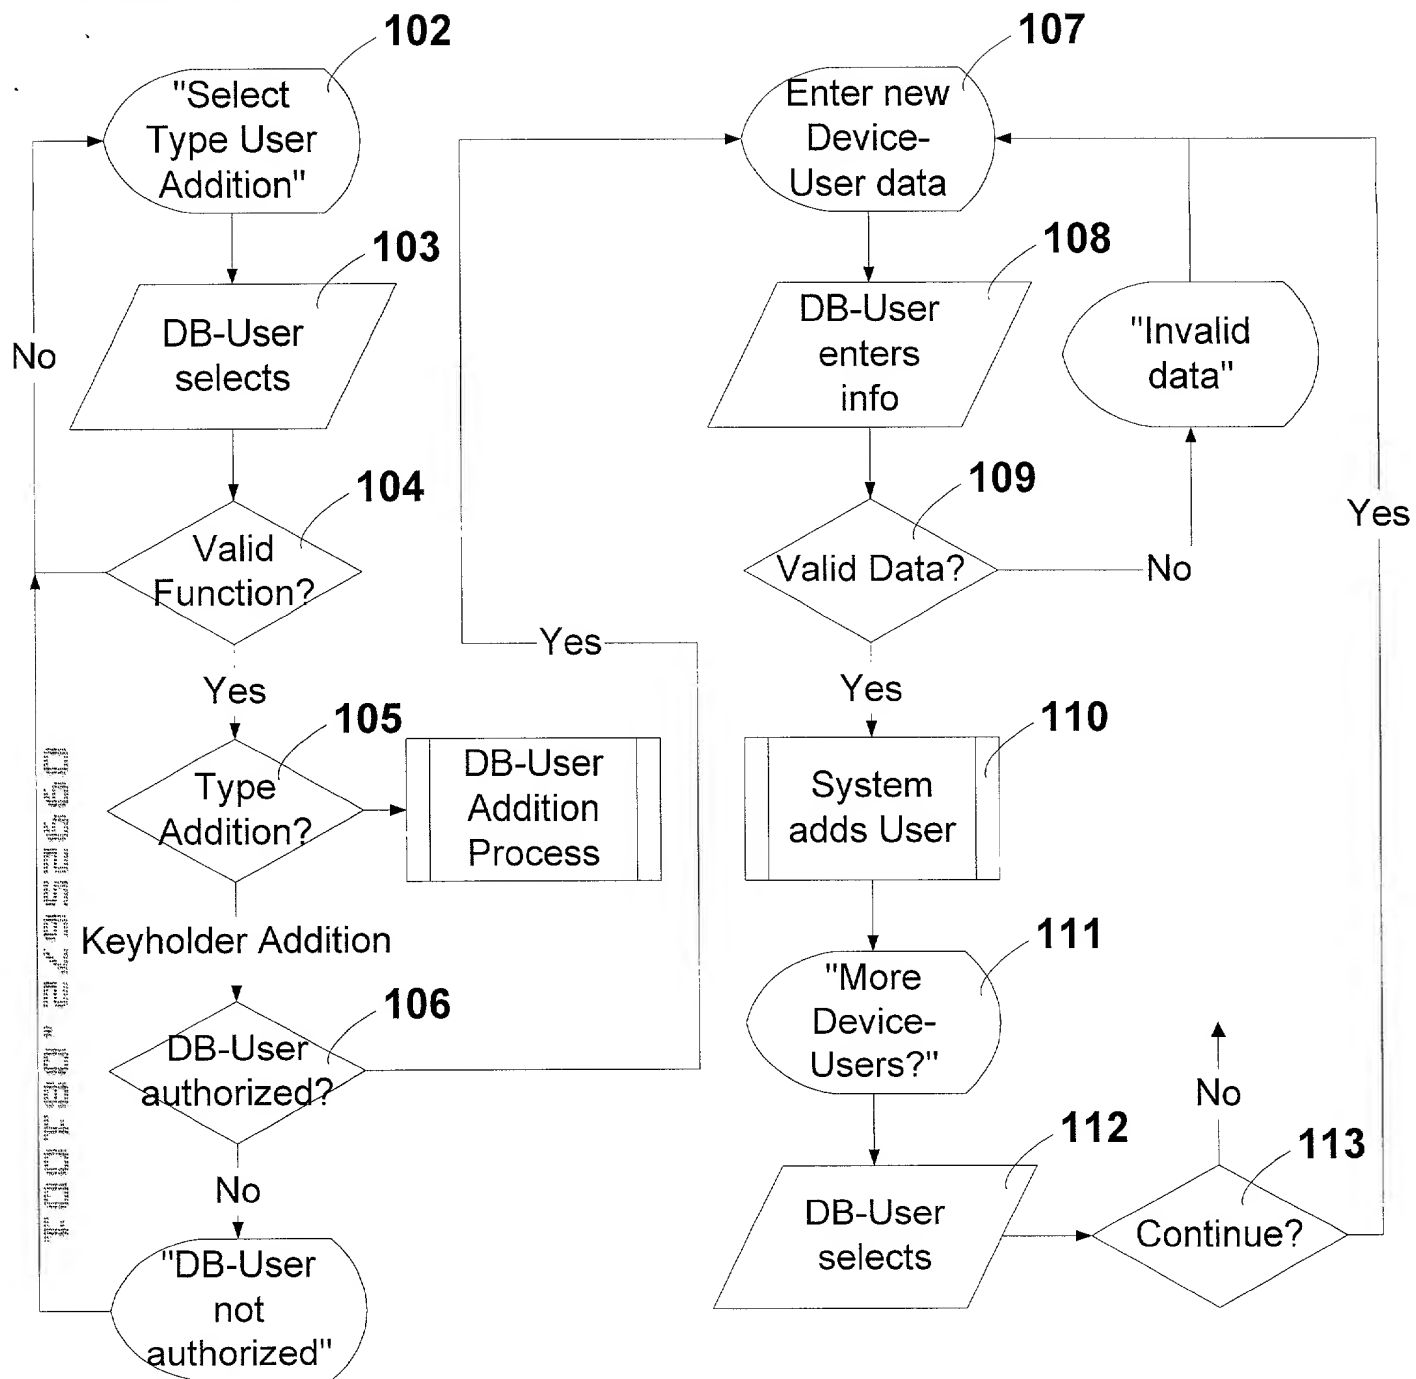 102
"Select
Type User
Addition"
103
DB-User
selects
No
104
Valid
Function?
Yes
105
Type
Addition?
DB-User
Addition
Process
Keyholder Addition
106
DB-User
authorized?
Yes
No
"DB-User
not
authorized"
107
Enter new
Device-
User data
108
DB-User
enters
info
"Invalid
data"
109
Valid Data?
No
Yes
110
System
adds User
111
"More
Device-
Users?"
112
DB-User
selects
113
Continue?
No
Yes